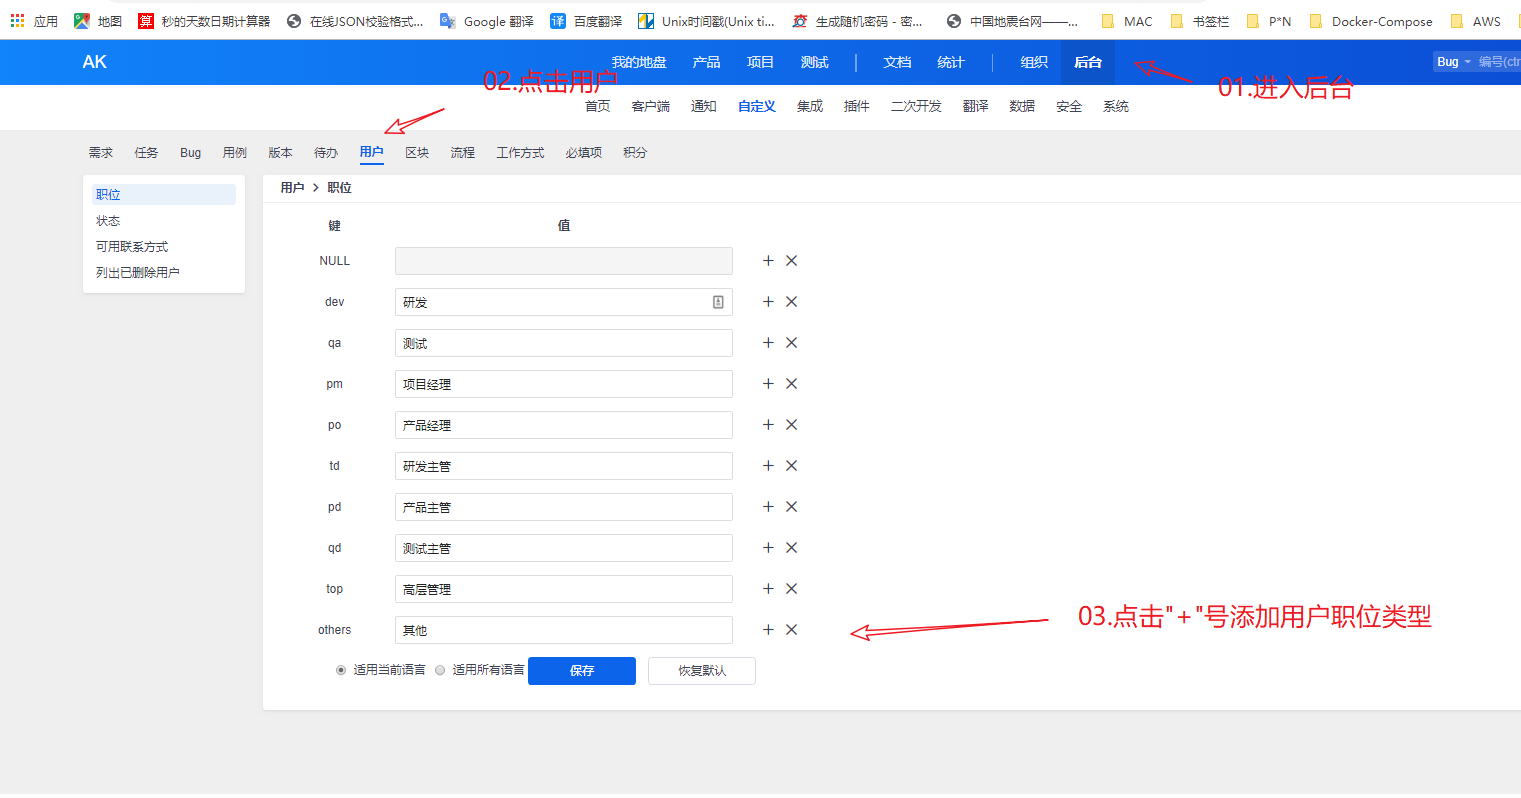 应用 地图 算 秒的天数日期计算器 在线JSON校验格式... Google 翻译 译 百度翻译 Unix时间戳(Unix ti... 生成随机密码 - 密... 中国地震台网——... MAC 书签栏 P*N Docker-Compose AWS
AK 我的地盘 产品 项目 测试 文档 统计 组织 后台 Bug 编号(ctr
02.点击用户 01.进入后台
首页 客户端 通知 自定义 集成 插件 二次开发 翻译 数据 安全 系统
需求 任务 Bug 用例 版本 待办 用户 区块 流程 工作方式 必填项 积分
职位
状态
可用联系方式
列出已删除用户
用户 > 职位
键 值
NULL
dev 研发
qa 测试
pm 项目经理
po 产品经理
td 研发主管
pd 产品主管
qd 测试主管
top 高层管理
others 其他
03.点击"+"号添加用户职位类型
适用当前语言 适用所有语言 保存 恢复默认